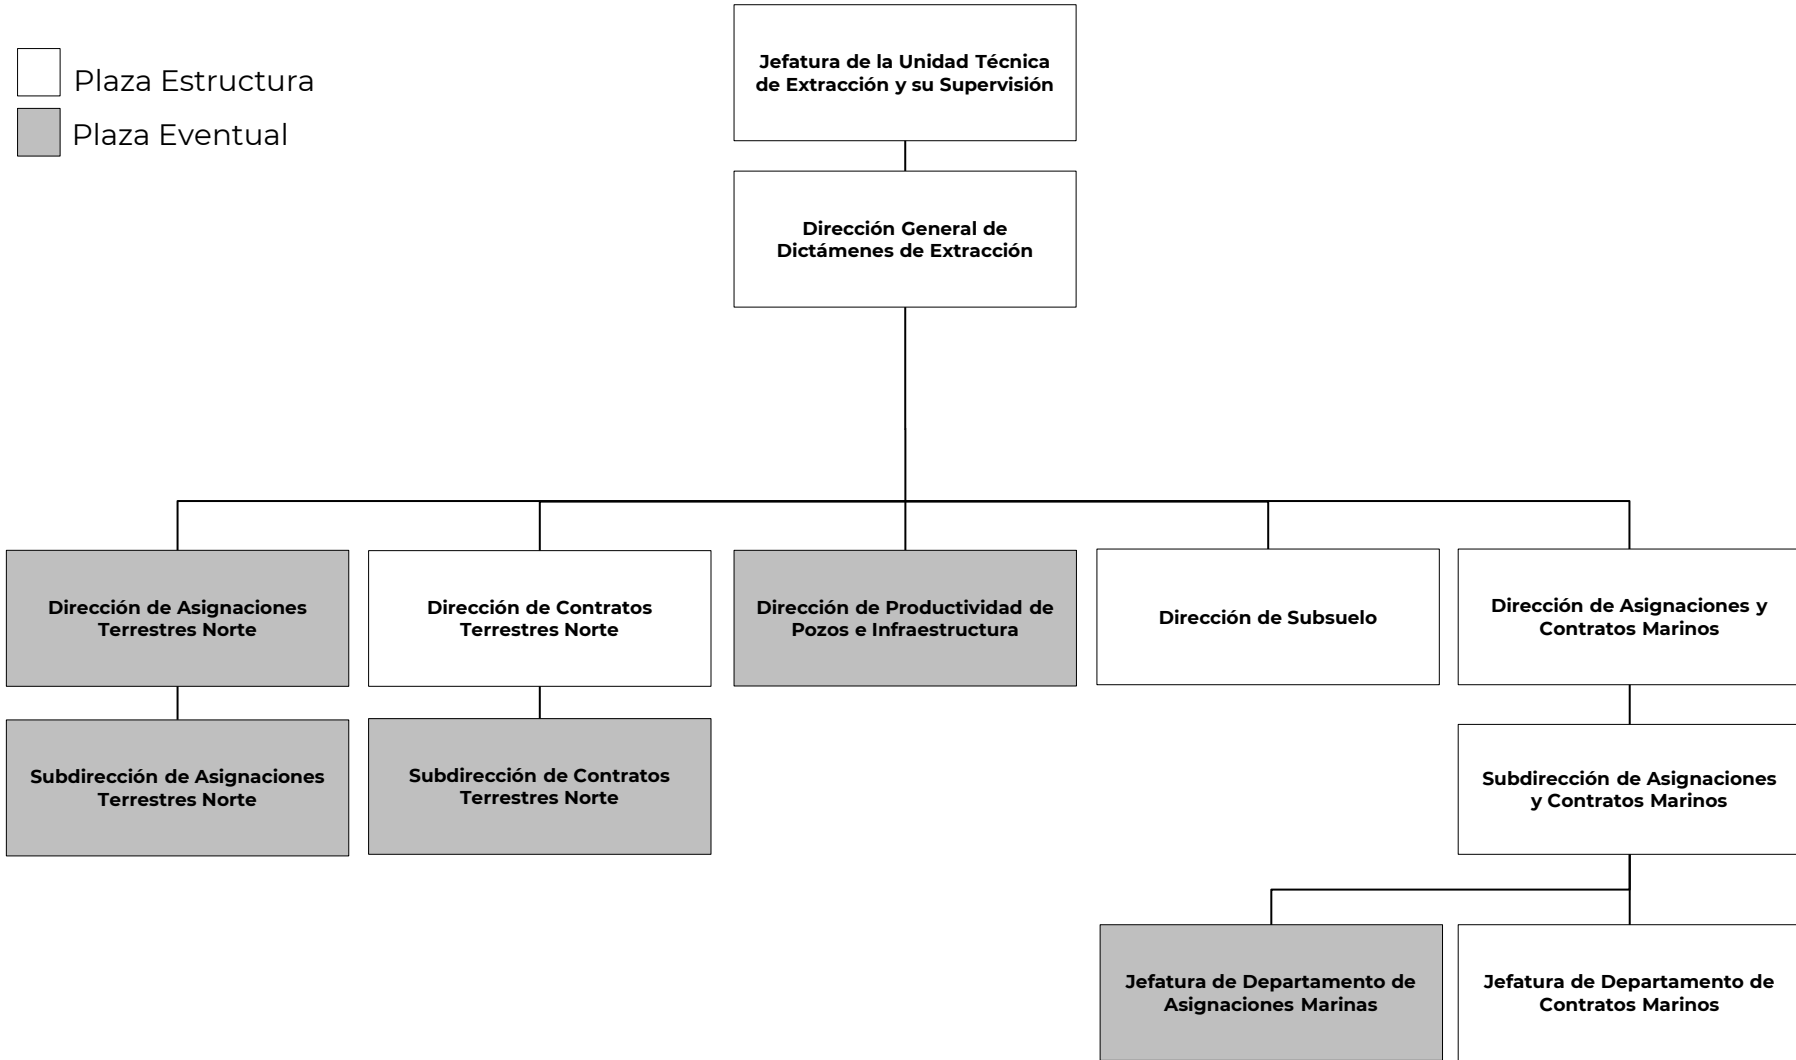 Plaza Estructura
Plaza Eventual
Jefatura de la Unidad Técnica
de Extracción y su Supervisión
Dirección General de
Dictámenes de Extracción
Dirección de Asignaciones
Terrestres Norte
Dirección de Contratos
Terrestres Norte
Dirección de Productividad de
Pozos e Infraestructura
Dirección de Subsuelo
Dirección de Asignaciones y
Contratos Marinos
Subdirección de Asignaciones
Terrestres Norte
Subdirección de Contratos
Terrestres Norte
Subdirección de Asignaciones
y Contratos Marinos
Jefatura de Departamento de
Asignaciones Marinas
Jefatura de Departamento de
Contratos Marinos